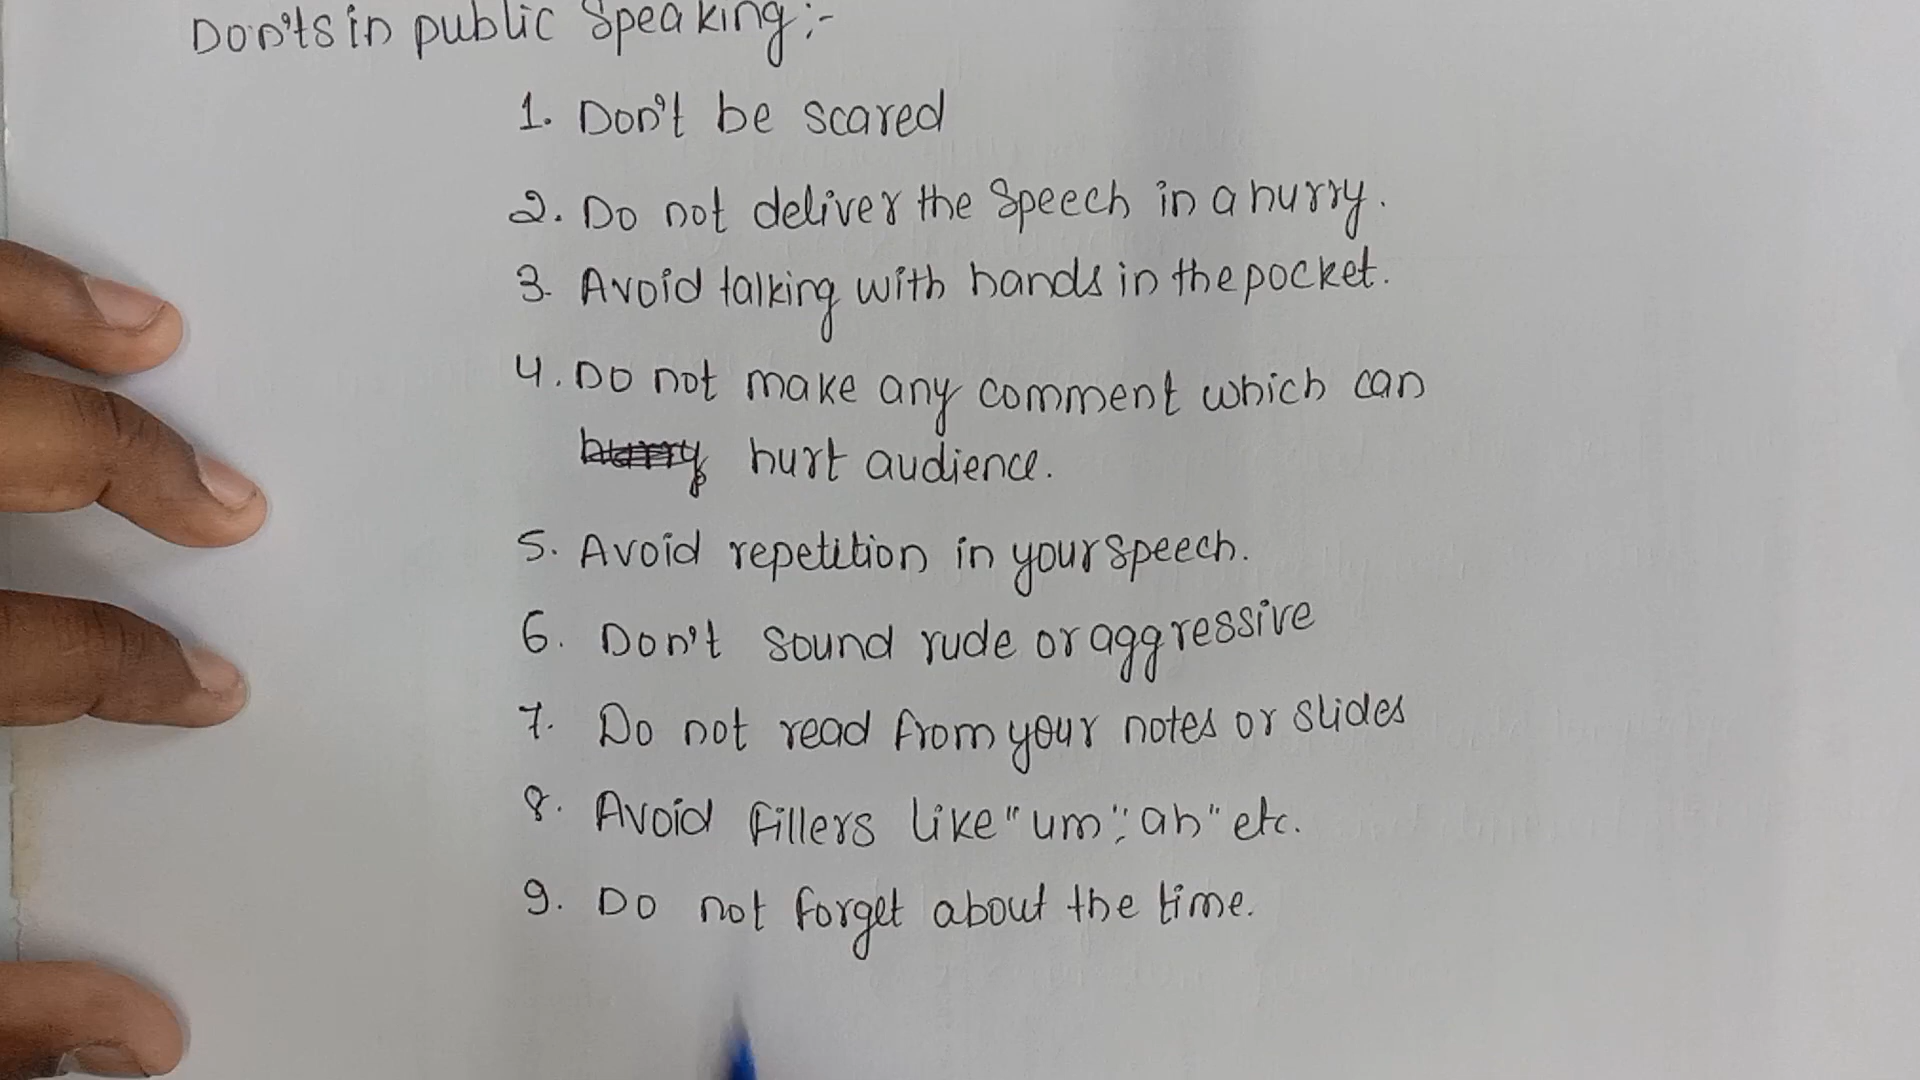 Don'ts in public Speaking:-
1. Don't be scared
2. Do not deliver the Speech in a hurry.
3. Avoid talking with hands in the pocket.
4. Do not make any comment which can
hurt audience.
5. Avoid repetition in your speech.
6. Don't sound rude or aggressive
7. Do not read from your notes or slides
8. Avoid fillers like "um", "ah" etc.
9. Do not forget about the time.